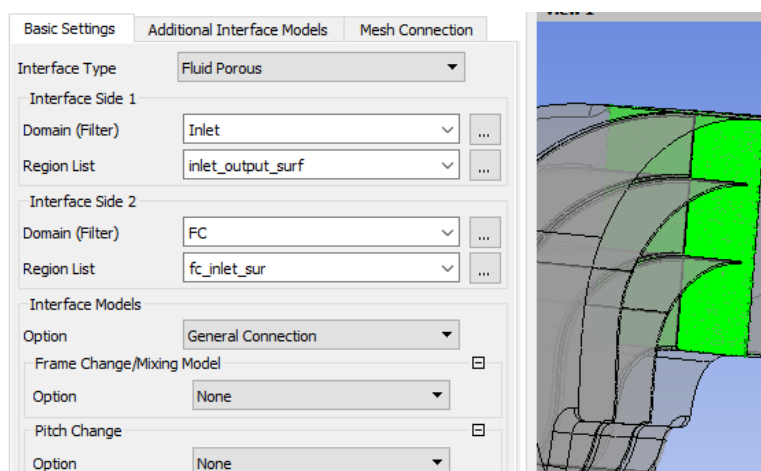 Basic Settings Additional Interface Models Mesh Connection
Interface Type Fluid Porous
Interface Side 1
Domain (Filter) Inlet ...
Region List inlet_output_surf ...
Interface Side 2
Domain (Filter) FC ...
Region List fc_inlet_sur ...
Interface Models
Option General Connection
Frame Change/Mixing Model
Option None
Pitch Change
Option None